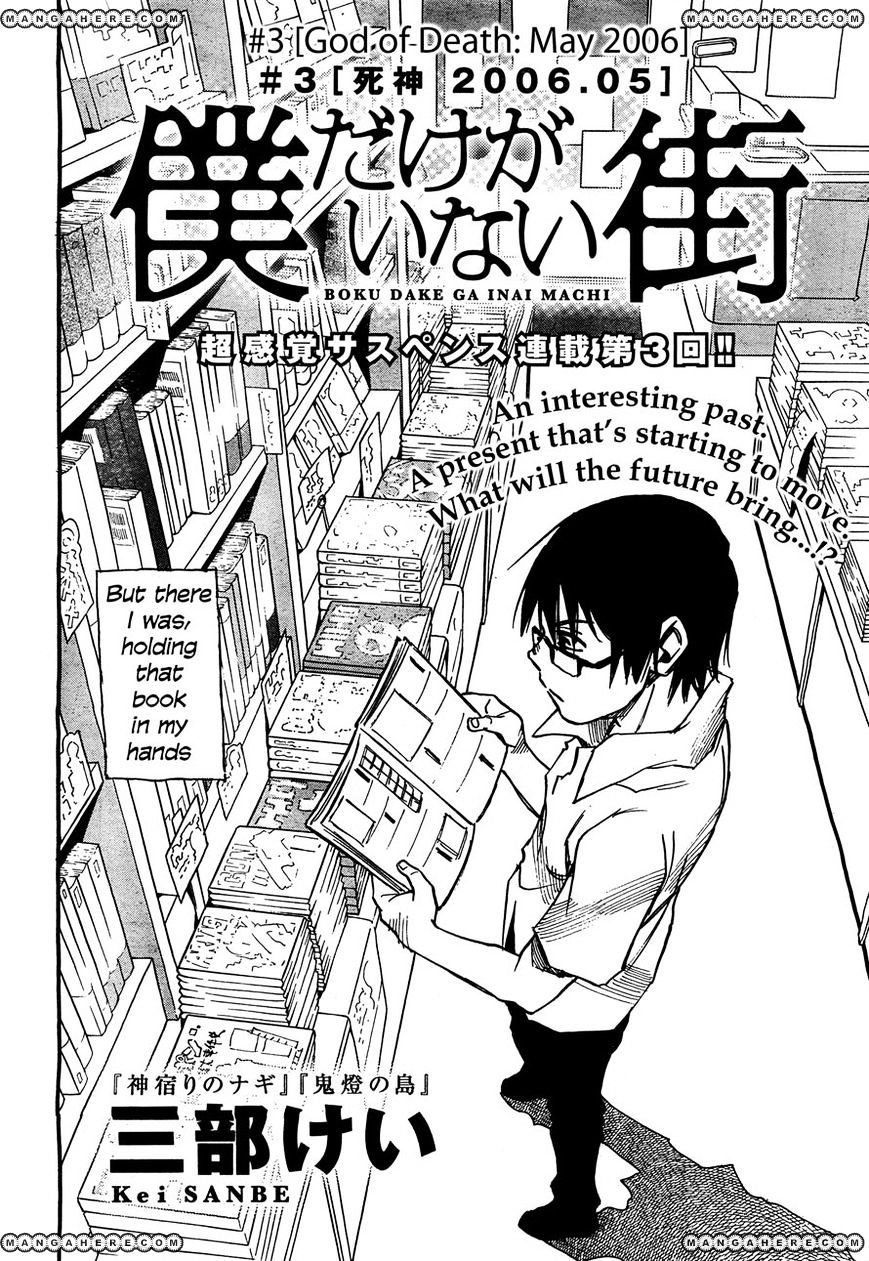 MANGAHERE.COM
MANGAHERE.COM
#3 [God of Death: May 2006]
#3 [死神 2006.05]
僕だけがいない街
BOKU DAKE GA INAI MACHI
超感覚サスペンス連載第3回!!
An interesting past.
A present that's starting to move.
What will the future bring...!?
But there
I was,
holding
that
book
in my
hands
『神宿りのナギ』『鬼燈の島』
三部けい
Kei SANBE
MANGAHERE.COM
MANGAHERE.COM